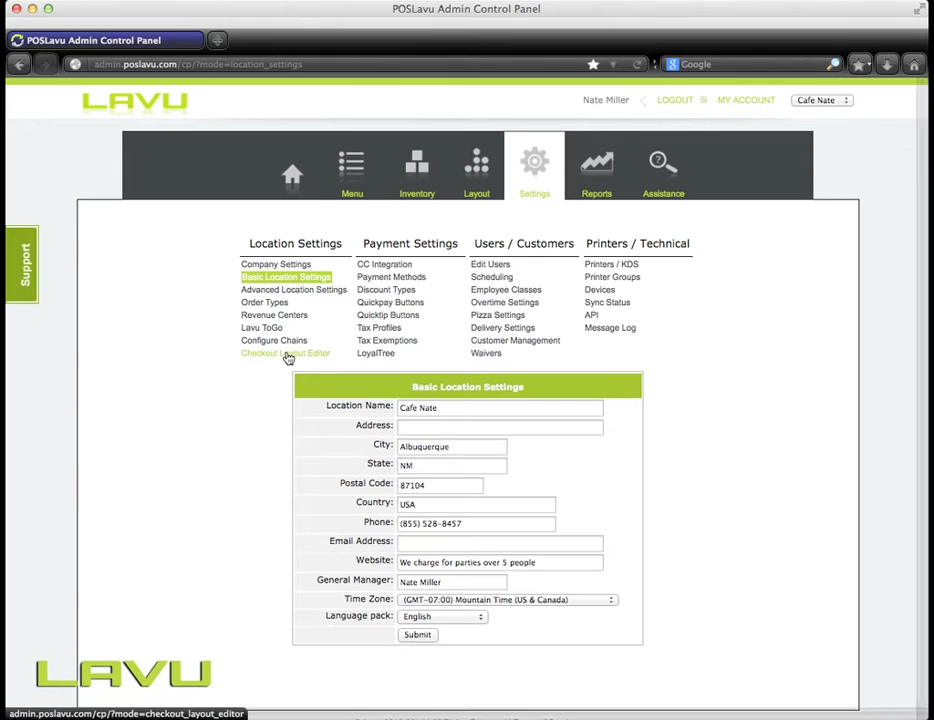 POSLavu Admin Control Panel
POSLavu Admin Control Panel
admin.poslavu.com/cp/?mode=location_settings
Google
LAVU
Nate Miller
LOGOUT
MY ACCOUNT
Cafe Nate
Menu
Inventory
Layout
Settings
Reports
Assistance
Support
Location Settings
Company Settings
Basic Location Settings
Advanced Location Settings
Order Types
Revenue Centers
Lavu ToGo
Configure Chains
Checkout Layout Editor
Payment Settings
CC Integration
Payment Methods
Discount Types
Quickpay Buttons
Quicktip Buttons
Tax Profiles
Tax Exemptions
LoyalTree
Users / Customers
Edit Users
Scheduling
Employee Classes
Overtime Settings
Pizza Settings
Delivery Settings
Customer Management
Waivers
Printers / Technical
Printers / KDS
Printer Groups
Devices
Sync Status
API
Message Log
Basic Location Settings
Location Name: Cafe Nate
Address:
City: Albuquerque
State: NM
Postal Code: 87104
Country: USA
Phone: (855) 528-8457
Email Address:
Website: We charge for parties over 5 people
General Manager: Nate Miller
Time Zone: (GMT-07:00) Mountain Time (US & Canada)
Language pack: English
Submit
LAVU
admin.poslavu.com/cp/?mode=checkout_layout_editor